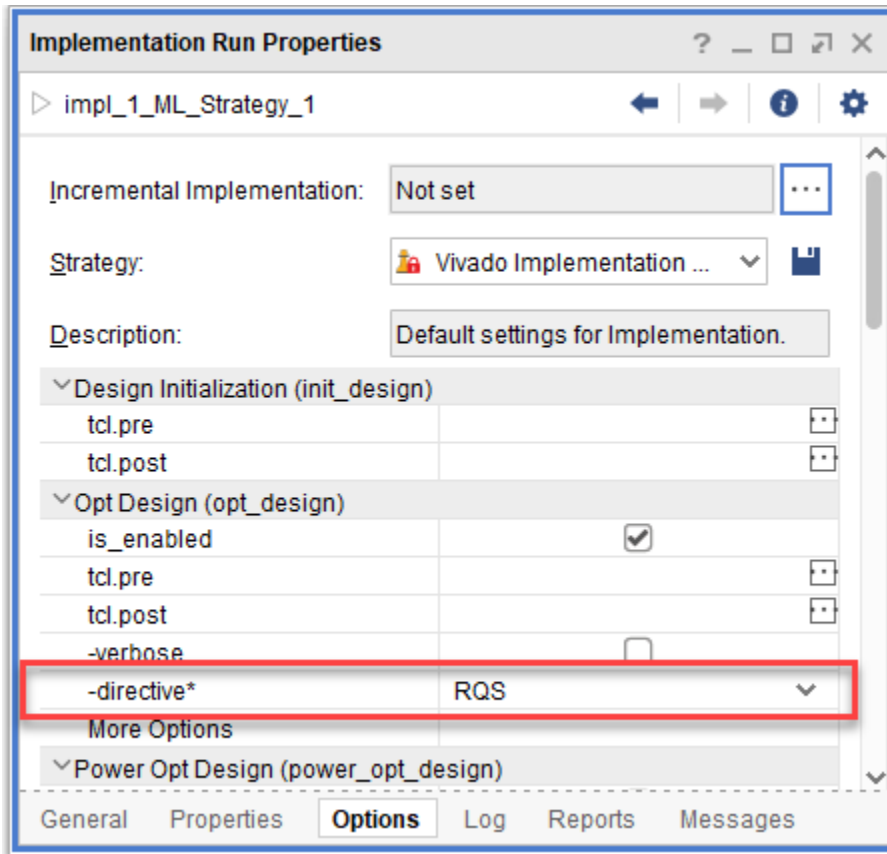 Implementation Run Properties ?
impl_1_ML_Strategy_1
Incremental Implementation: Not set ...
Strategy: Vivado Implementation ...
Description: Default settings for Implementation.
Design Initialization (init_design)
tcl.pre
tcl.post
Opt Design (opt_design)
is_enabled
tcl.pre
tcl.post
-verbose
-directive* RQS
More Options
Power Opt Design (power_opt_design)
General Properties Options Log Reports Messages